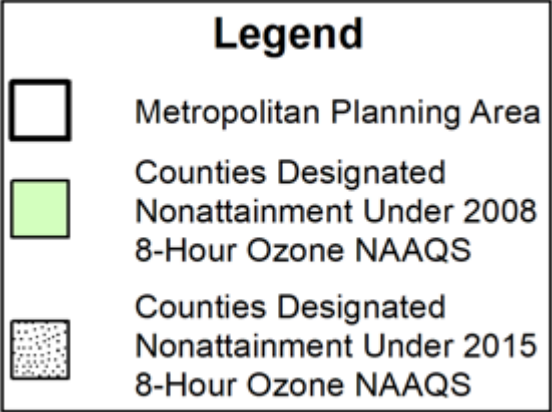 Legend
Metropolitan Planning Area
Counties Designated
Nonattainment Under 2008
8-Hour Ozone NAAQS
Counties Designated
Nonattainment Under 2015
8-Hour Ozone NAAQS